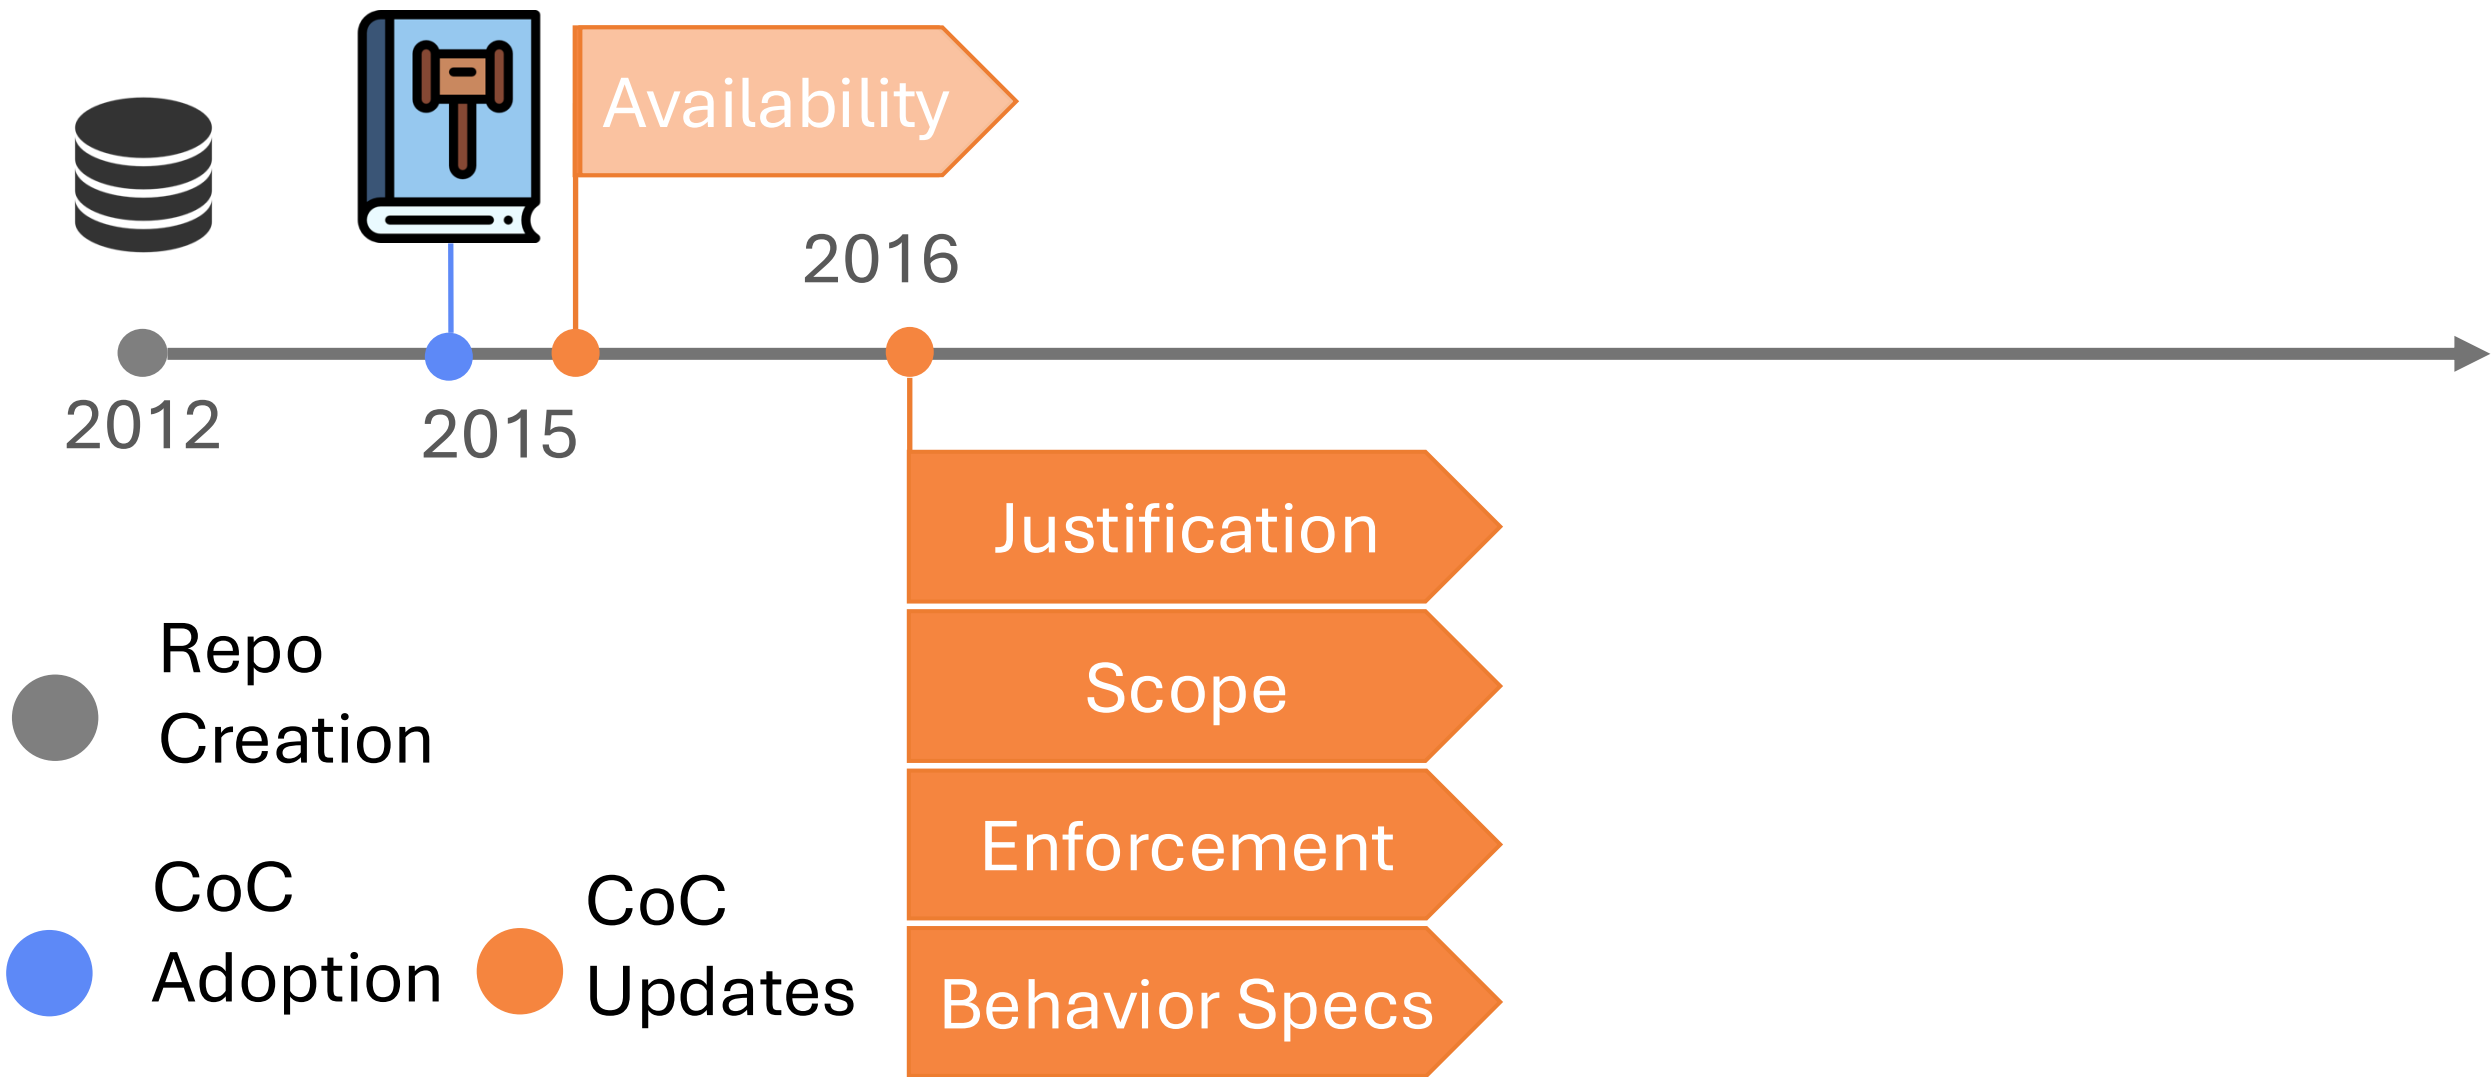 Availability
2016
2012
2015
Justification
Scope
Enforcement
Behavior Specs
Repo
Creation
CoC
Adoption
CoC
Updates